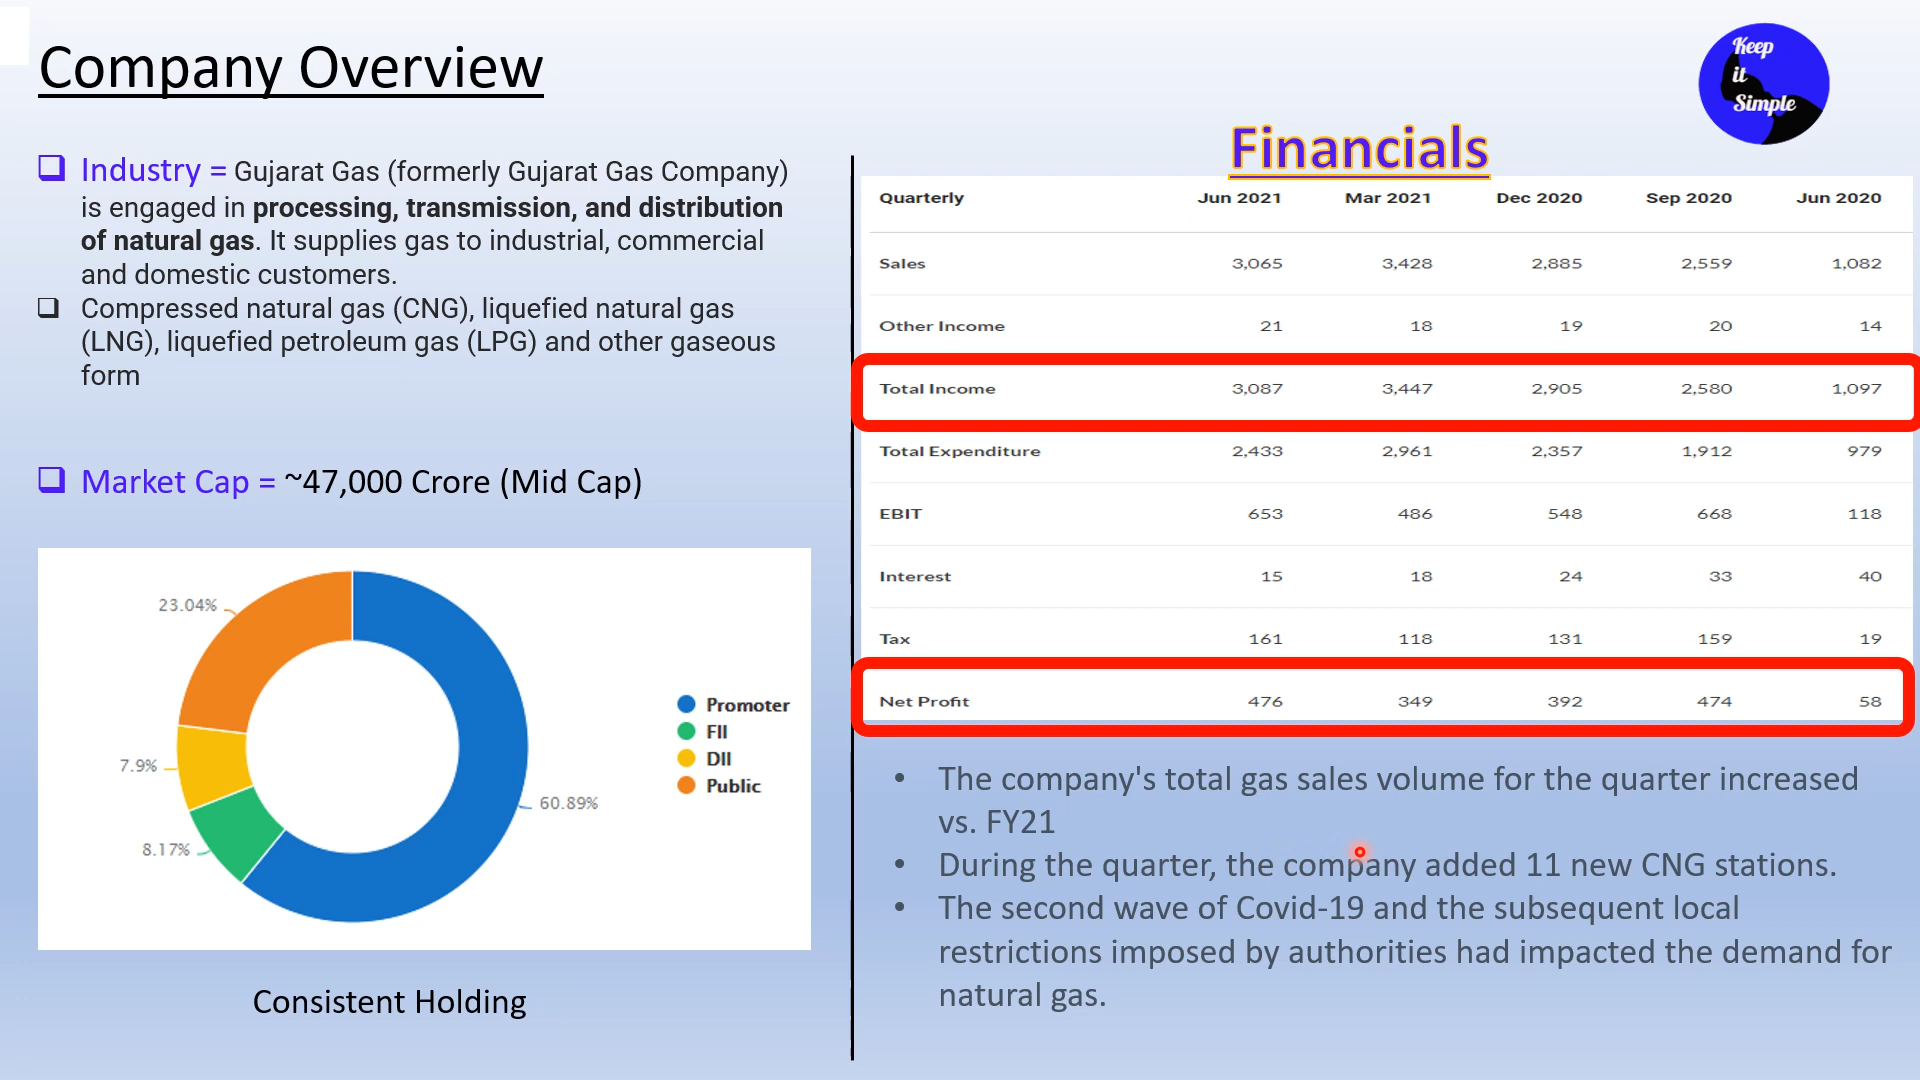 Company Overview
Keep
it
Simple
Industry = Gujarat Gas (formerly Gujarat Gas Company)
is engaged in processing, transmission, and distribution
of natural gas. It supplies gas to industrial, commercial
and domestic customers.
Compressed natural gas (CNG), liquefied natural gas
(LNG), liquefied petroleum gas (LPG) and other gaseous
form
Market Cap = ~47,000 Crore (Mid Cap)
23.04%
7.9%
8.17%
60.89%
Promoter
FII
DII
Public
Consistent Holding
Financials
Quarterly Jun 2021 Mar 2021 Dec 2020 Sep 2020 Jun 2020
Sales 3,065 3,428 2,885 2,559 1,082
Other Income 21 18 19 20 14
Total Income 3,087 3,447 2,905 2,580 1,097
Total Expenditure 2,433 2,961 2,357 1,912 979
EBIT 653 486 548 668 118
Interest 15 18 24 33 40
Tax 161 118 131 159 19
Net Profit 476 349 392 474 58
The company's total gas sales volume for the quarter increased
vs. FY21
During the quarter, the company added 11 new CNG stations.
The second wave of Covid-19 and the subsequent local
restrictions imposed by authorities had impacted the demand for
natural gas.